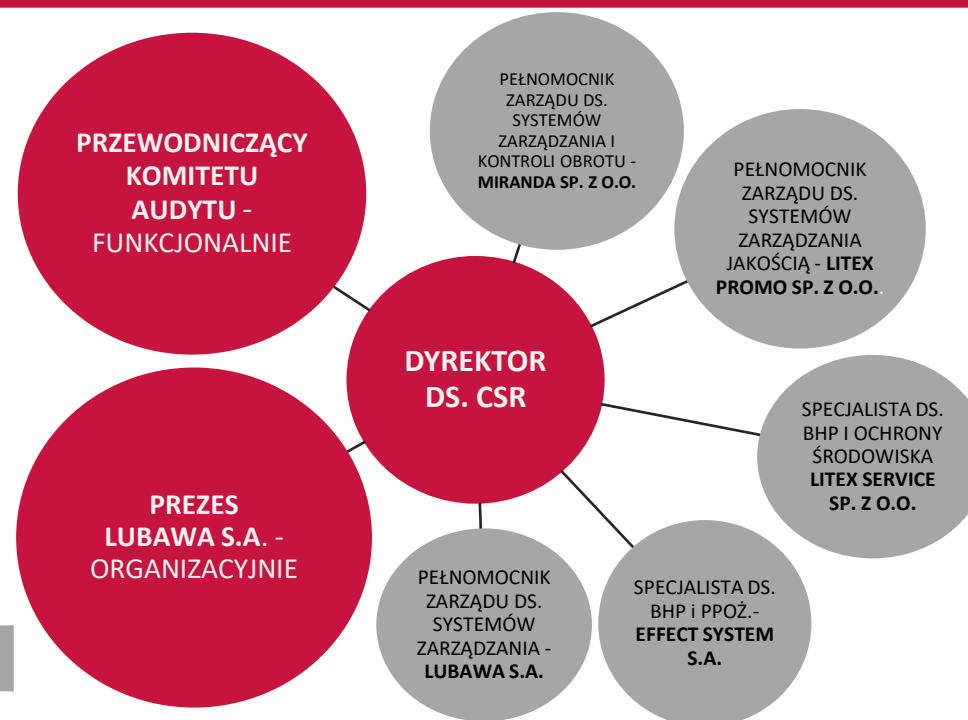 PRZEWODNICZĄCY
KOMITETU
AUDYTU -
FUNKCJONALNIE
PEŁNOMOCNIK
ZARZĄDU DS.
SYSTEMÓW
ZARZĄDZANIA I
KONTROLI OBROTU -
MIRANDA SP. Z O.O.
PEŁNOMOCNIK
ZARZĄDU DS.
SYSTEMÓW
ZARZĄDZANIA
JAKOŚCIĄ - LITEX
PROMO SP. Z O.O..
DYREKTOR
DS. CSR
SPECJALISTA DS.
BHP I OCHRONY
ŚRODOWISKA
LITEX SERVICE
SP. Z O.O.
PREZES
LUBAWA S.A. -
ORGANIZACYJNIE
PEŁNOMOCNIK
ZARZĄDU DS.
SYSTEMÓW
ZARZĄDZANIA -
LUBAWA S.A.
SPECJALISTA DS.
BHP i PPOŻ.-
EFFECT SYSTEM
S.A.